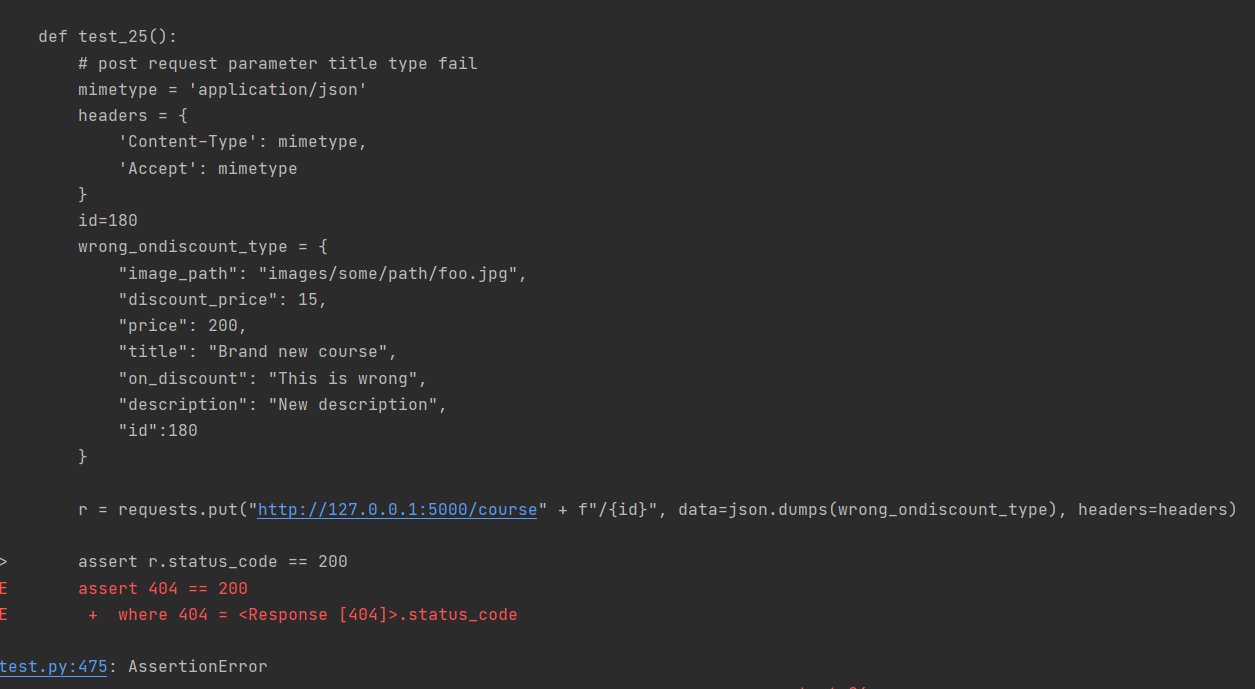 def test_25():
    # post request parameter title type fail
    mimetype = 'application/json'
    headers = {
        'Content-Type': mimetype,
        'Accept': mimetype
    }
    id=180
    wrong_ondiscount_type = {
        "image_path": "images/some/path/foo.jpg",
        "discount_price": 15,
        "price": 200,
        "title": "Brand new course",
        "on_discount": "This is wrong",
        "description": "New description",
        "id":180
    }
    r = requests.put("http://127.0.0.1:5000/course" + f"/{id}", data=json.dumps(wrong_ondiscount_type), headers=headers)
>       assert r.status_code == 200
E       assert 404 == 200
E        +  where 404 = <Response [404]>.status_code
test.py:475: AssertionError